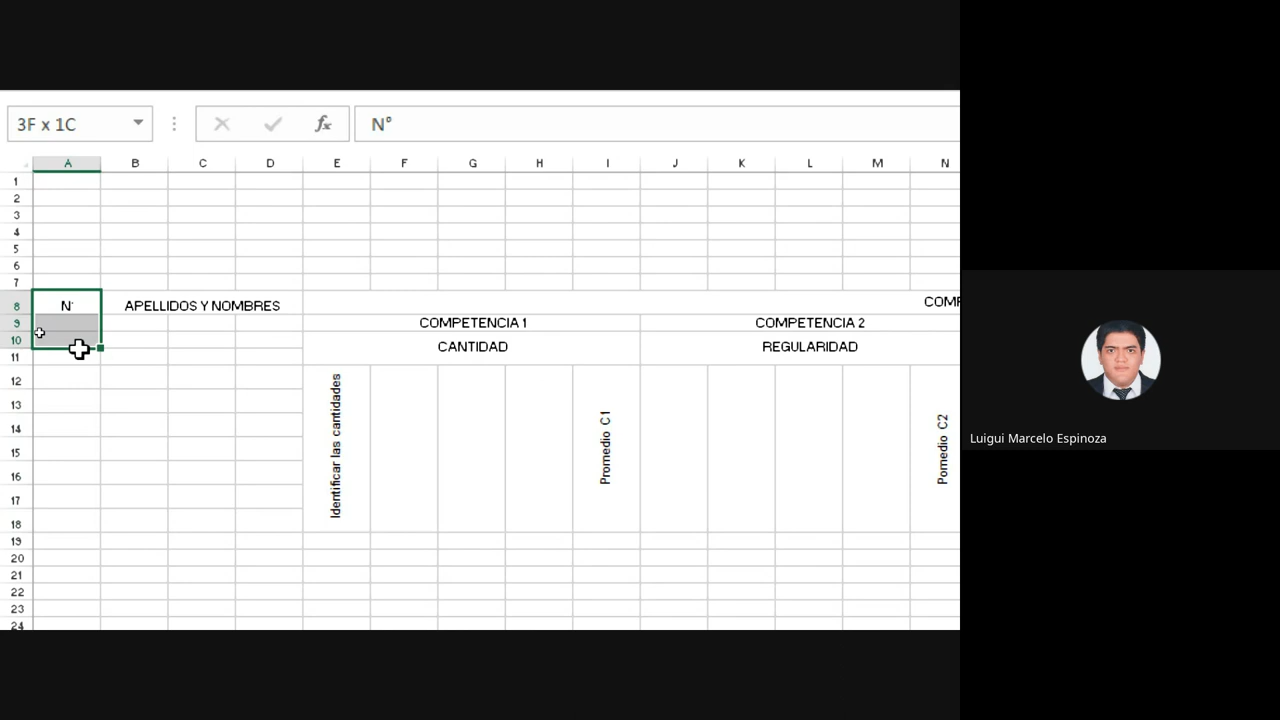 3F x 1C
fx
N°
A B C D E F G H I J K L M N
1
2
3
4
5
6
7
8
N° APELLIDOS Y NOMBRES COMP
9
COMPETENCIA 1 COMPETENCIA 2
10
CANTIDAD REGULARIDAD
11
12
13
14
15
16
17
18
Identificar las cantidades
Promedio C1
Pomedio C2
19
20
21
22
23
24
Luigui Marcelo Espinoza